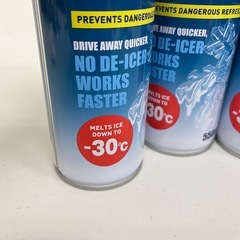 PREVENTS DANGEROUS
DRIVE AWAY QUICKER,
NO DE-ICER
WORKS
FASTER
MELTS ICE
DOWN TO
-30°C
PREVENTS DANGEROUS REFREEZ
DRIVE AWAY QUICKER,
NO DE-ICER
WORKS
FASTER
MELTS ICE
DOWN TO
-30°C